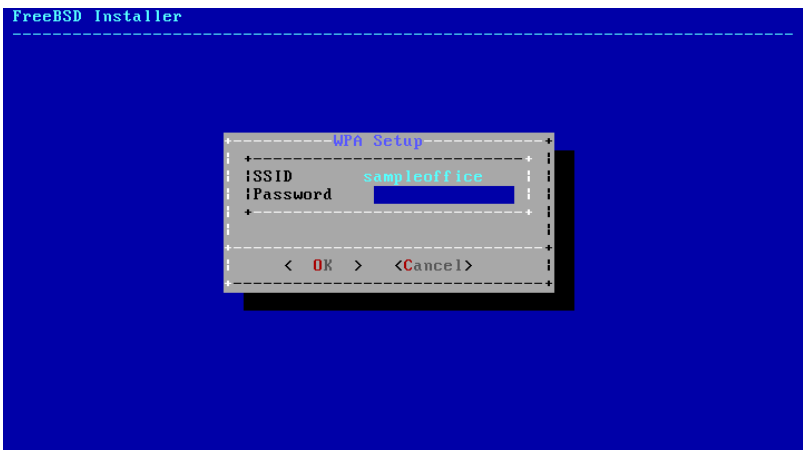 FreeBSD Installer
WPA Setup
SSID sampleoffice
Password
< OK > <Cancel>